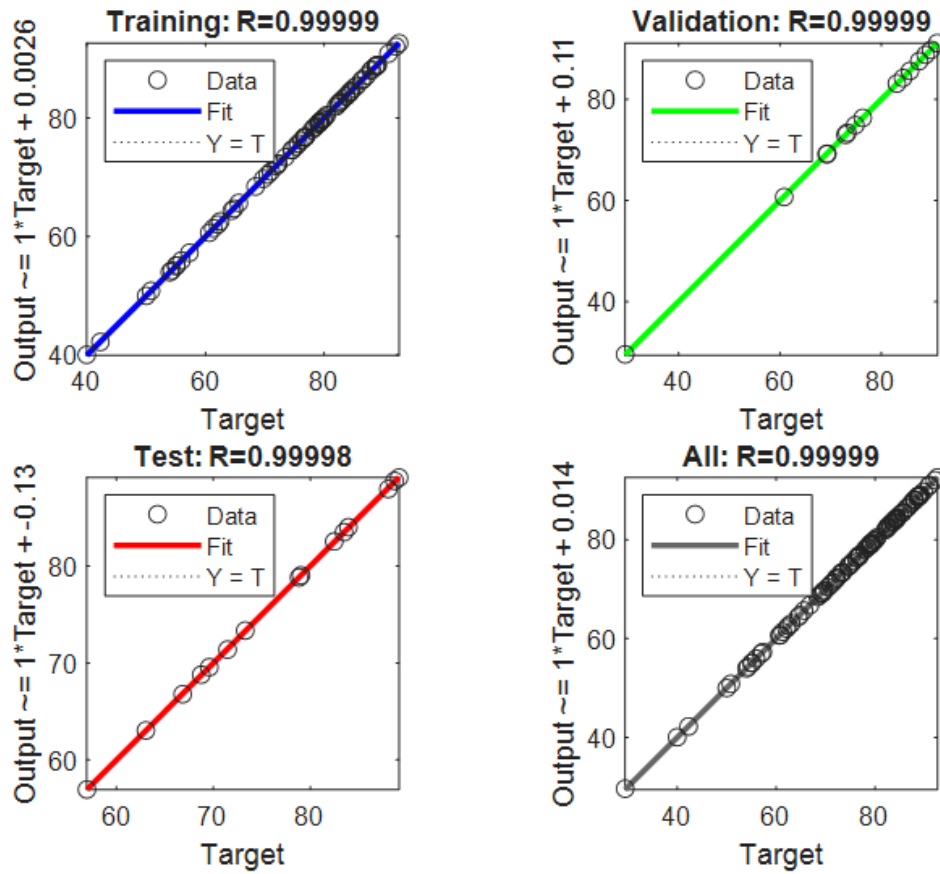 Training: R=0.99999
Output ~= 1*Target + 0.0026
Data
Fit
Y = T
80
60
40
40 60 80
Target
Validation: R=0.99999
Output ~= 1*Target + 0.11
Data
Fit
Y = T
80
60
40
40 60 80
Target
Test: R=0.99998
Output ~= 1*Target +-0.13
Data
Fit
Y = T
80
70
60
60 70 80
Target
All: R=0.99999
Output ~= 1*Target + 0.014
Data
Fit
Y = T
80
60
40
40 60 80
Target